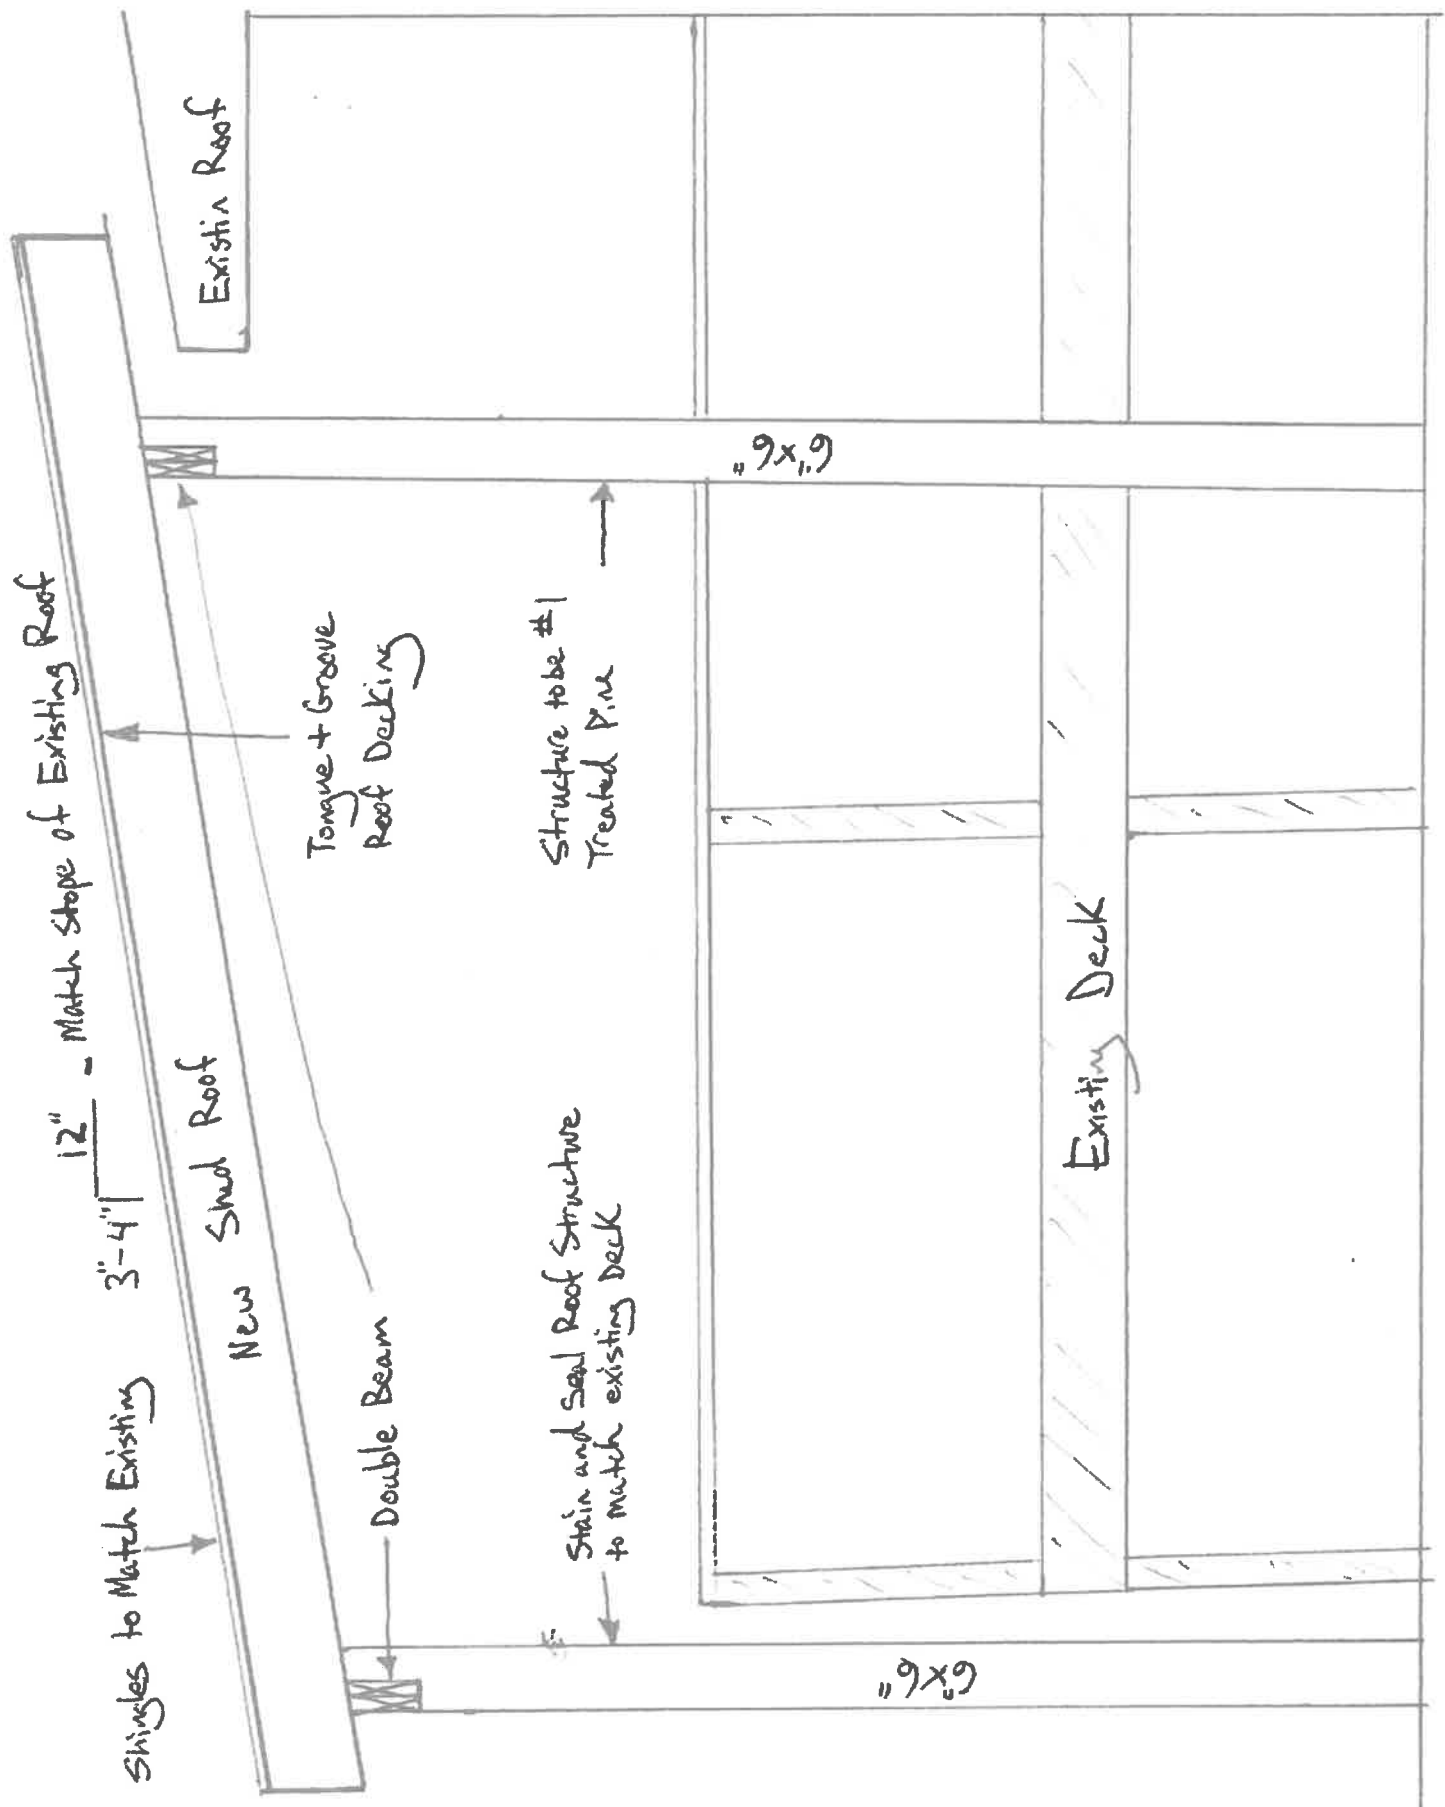 Shingles to Match Existing
12" - Match Slope of Existing Roof
3"-4"
New Shed Roof
Existin Roof
Double Beam
Tongue + Groove
Roof Decking
Stain and Seal Roof Structure
to match existing Deck
Structure to be #1
Treated Pine
6"x6"
6"x6"
Existing Deck